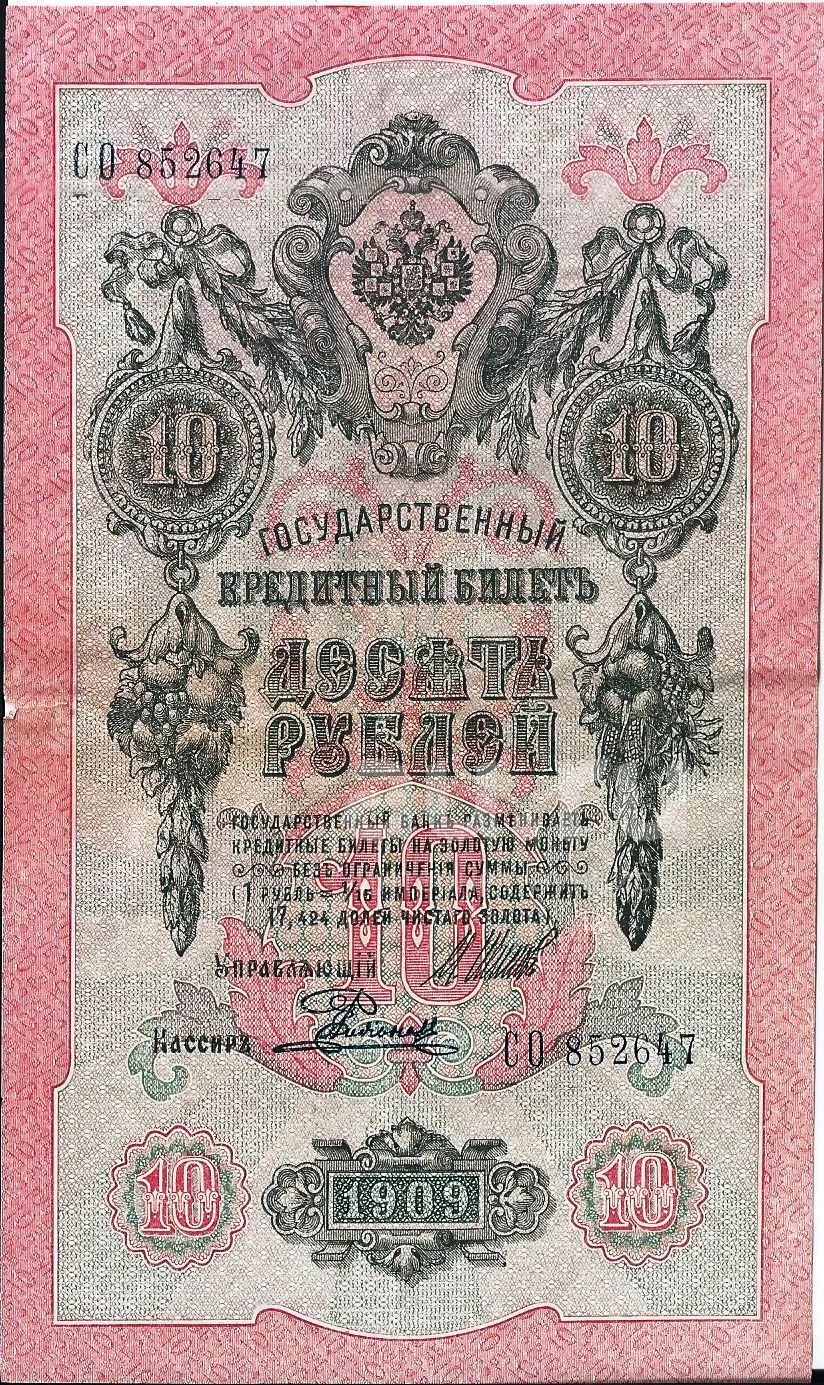 СО 852647
10
10
ГОСУДАРСТВЕННЫЙ
КРЕДИТНЫЙ БИЛЕТЪ
ДЕСЯТЬ
РУБЛЕЙ
ГОСУДАРСТВЕННЫЙ БАНКЪ РАЗМѢНИВАЕТЪ
КРЕДИТНЫЕ БИЛЕТЫ НА ЗОЛОТУЮ МОНЕТУ
БЕЗЪ ОГРАНИЧЕНІЯ СУММЫ
(1 РУБЛЬ = 1/15 ИМПЕРІАЛА, СОДЕРЖИТЪ
17,424 ДОЛЕЙ ЧИСТАГО ЗОЛОТА).
10
Управляющій
Кассиръ
СО 852647
10
1909
10